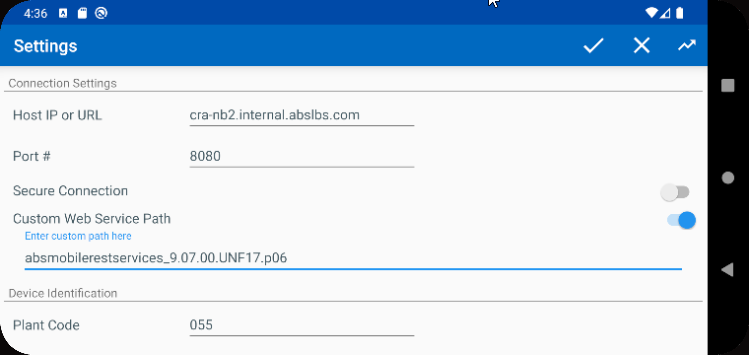 4:36
Settings
Connection Settings
Host IP or URL cra-nb2.internal.abslbs.com
Port # 8080
Secure Connection
Custom Web Service Path
Enter custom path here
absmobilerestservices_9.07.00.UNF17.p06
Device Identification
Plant Code 055